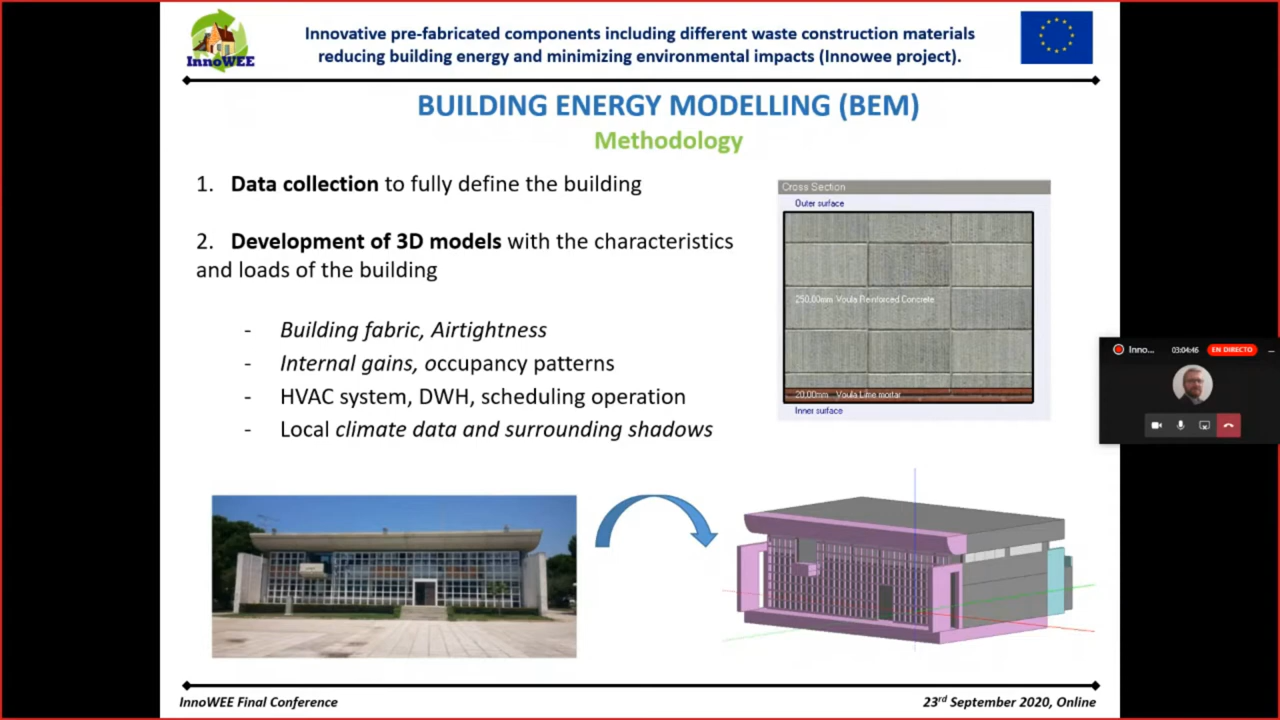 InnoWEE
Innovative pre-fabricated components including different waste construction materials
reducing building energy and minimizing environmental impacts (Innowee project).
BUILDING ENERGY MODELLING (BEM)
Methodology
1. Data collection to fully define the building
2. Development of 3D models with the characteristics
and loads of the building
- Building fabric, Airtightness
- Internal gains, occupancy patterns
- HVAC system, DWH, scheduling operation
- Local climate data and surrounding shadows
Cross Section
Outer surface
250,00mm Voula Reinforced Concrete
20,00mm Voula Lime mortar
Inner surface
Inno... 03:04:46 EN DIRECTO
InnoWEE Final Conference
23rd September 2020, Online